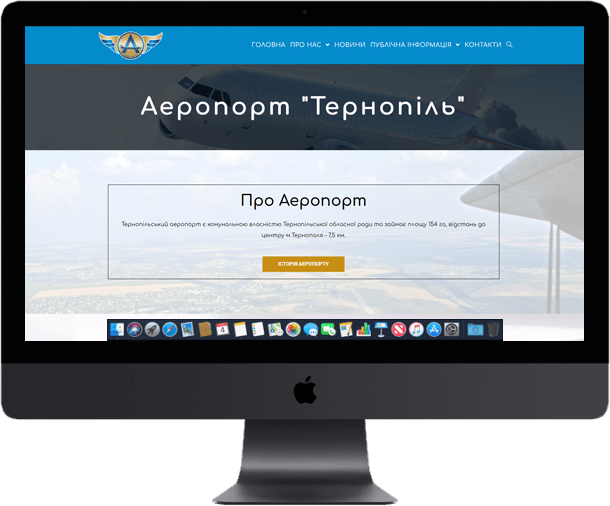 ГОЛОВНА ПРО НАС НОВИНИ ПУБЛІЧНА ІНФОРМАЦІЯ КОНТАКТИ
Аеропорт "Тернопіль"
Про Аеропорт
Тернопільський аеропорт є комунальною власністю Тернопільської обласної ради та займає площу 154 га, відстань до
центру м.Тернополя - 7,5 км.
ІСТОРІЯ АЕРОПОРТУ